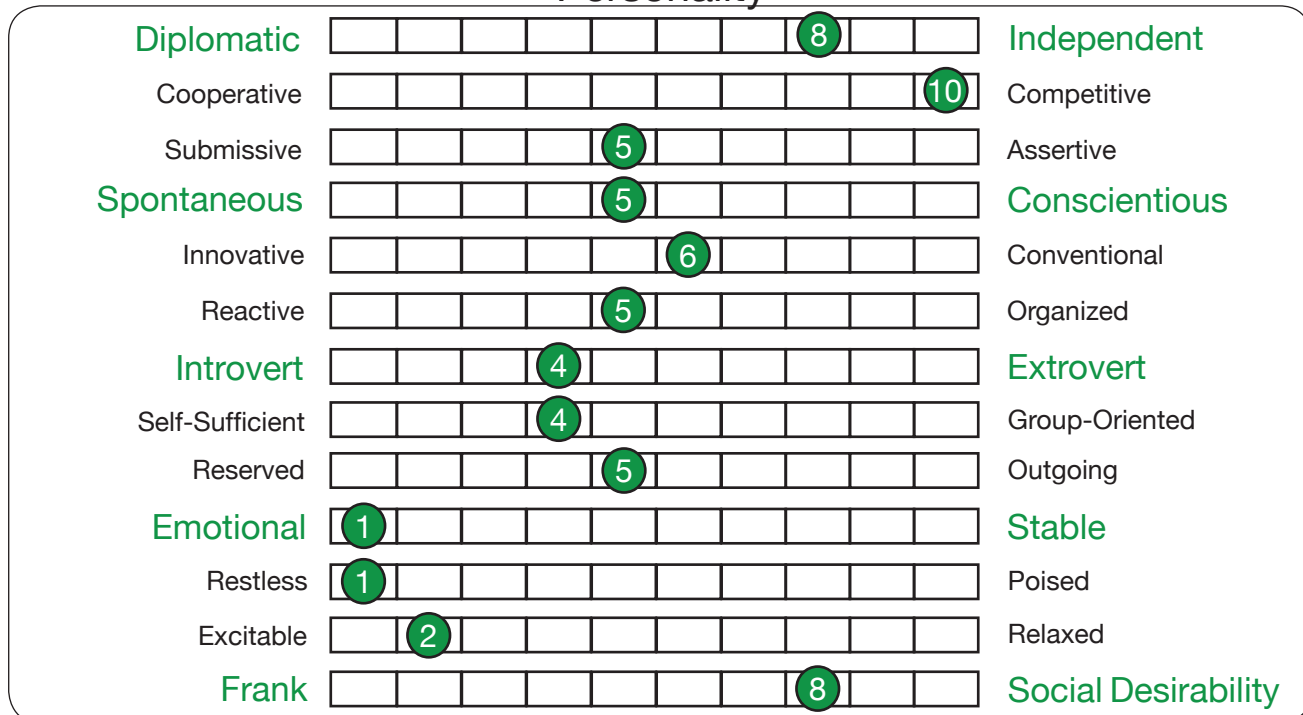 Personality
Diplomatic 8 Independent
Cooperative 10 Competitive
Submissive 5 Assertive
Spontaneous 5 Conscientious
Innovative 6 Conventional
Reactive 5 Organized
Introvert 4 Extrovert
Self-Sufficient 4 Group-Oriented
Reserved 5 Outgoing
Emotional 1 Stable
Restless 1 Poised
Excitable 2 Relaxed
Frank 8 Social Desirability